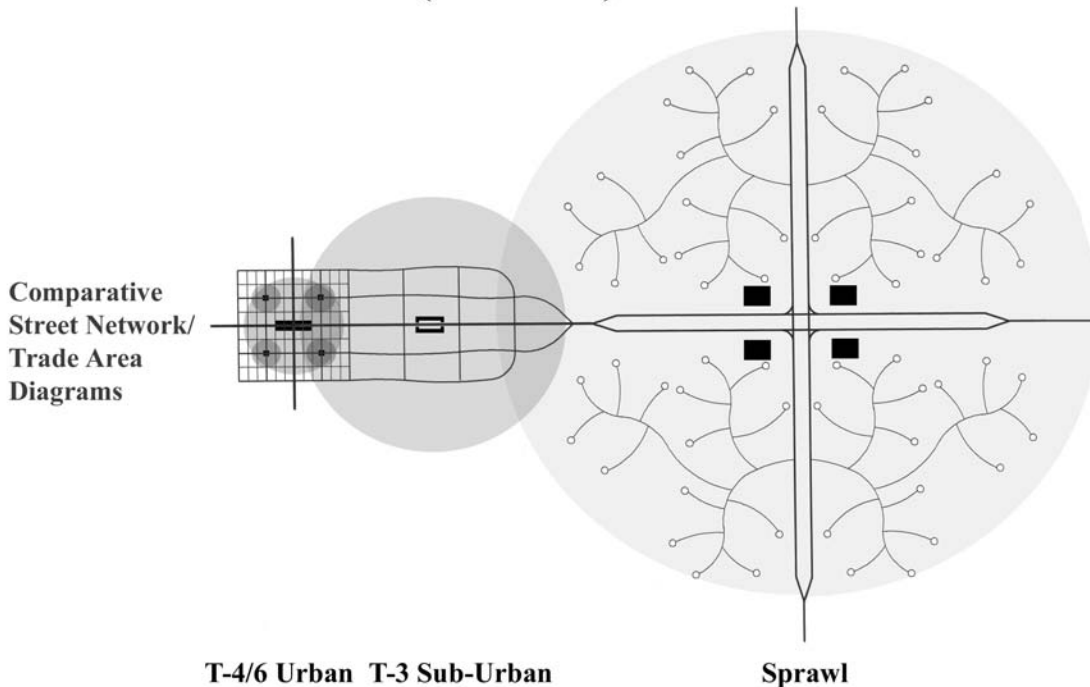 Comparative
Street Network/
Trade Area
Diagrams
T-4/6 Urban T-3 Sub-Urban Sprawl